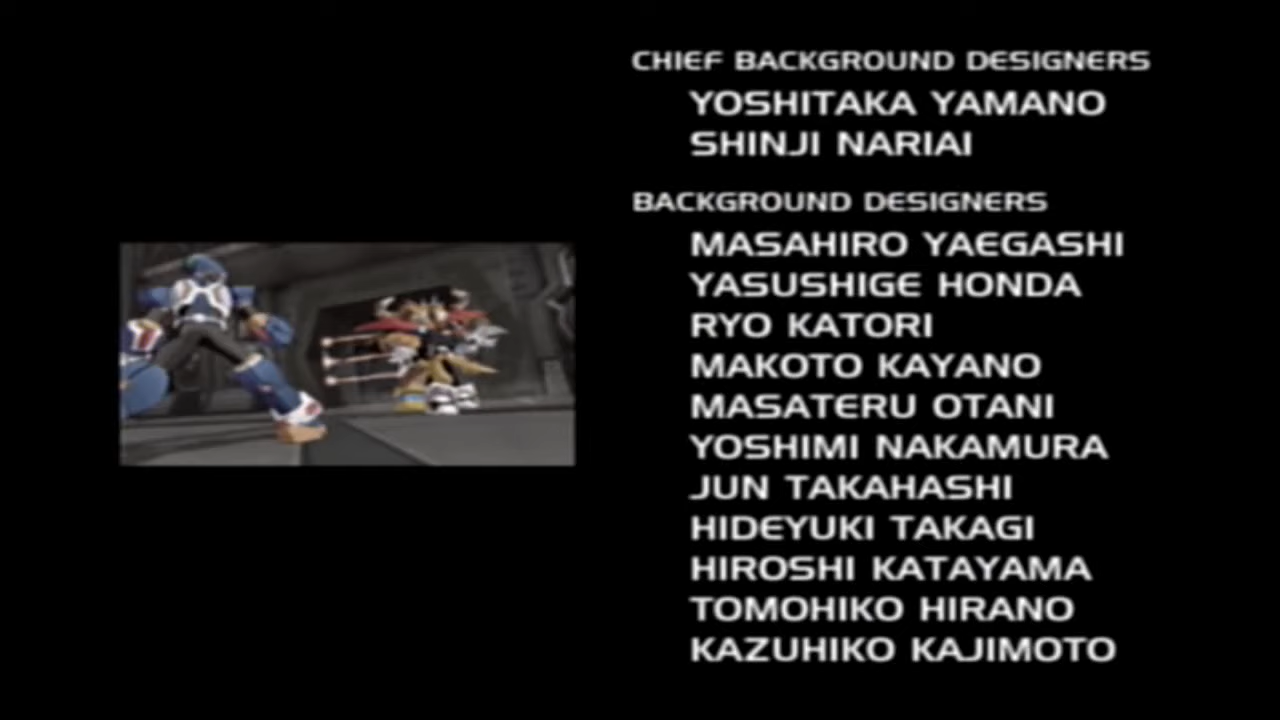 CHIEF BACKGROUND DESIGNERS
YOSHITAKA YAMANO
SHINJI NARIAI
BACKGROUND DESIGNERS
MASAHIRO YAEGASHI
YASUSHIGE HONDA
RYO KATORI
MAKOTO KAYANO
MASATERU OTANI
YOSHIMI NAKAMURA
JUN TAKAHASHI
HIDEYUKI TAKAGI
HIROSHI KATAYAMA
TOMOHIKO HIRANO
KAZUHIKO KAJIMOTO